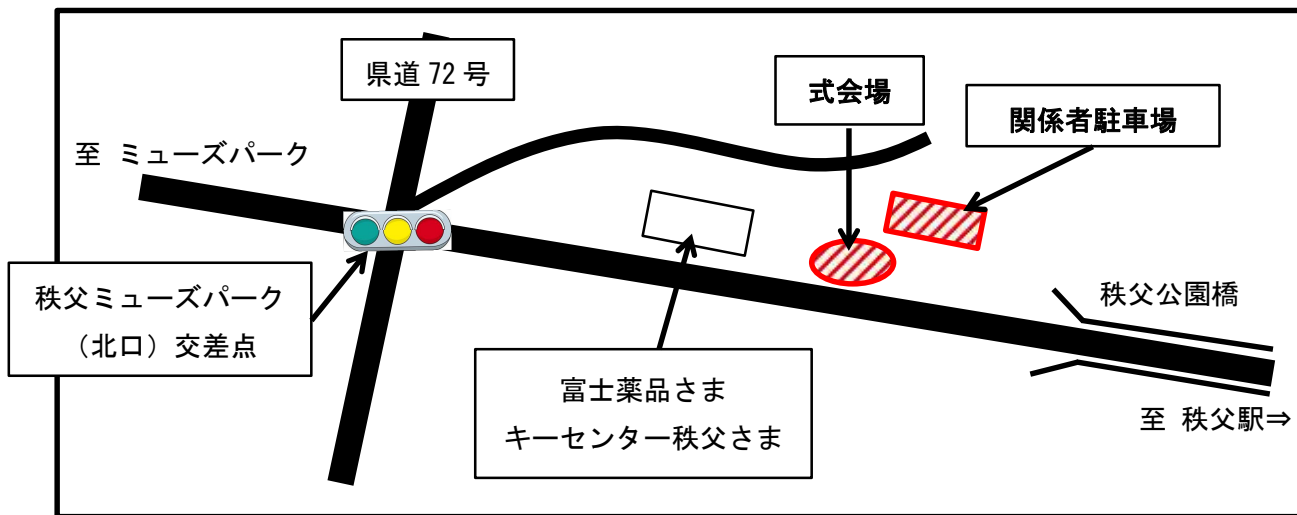 県道 72 号
式会場
関係者駐車場
至 ミューズパーク
秩父ミューズパーク
（北口）交差点
秩父公園橋
富士薬品さま
キーセンター秩父さま
至 秩父駅⇒